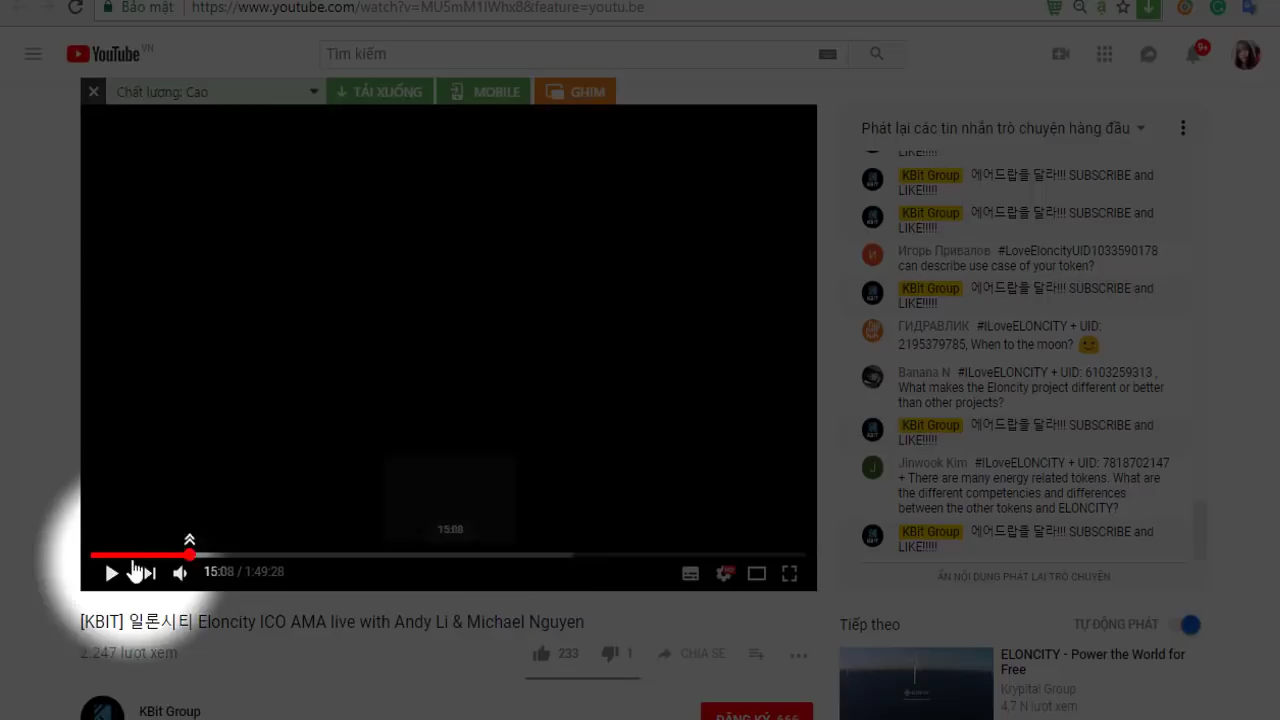 Bảo mật https://www.youtube.com/watch?v=MU5mM1lWhx8&feature=youtu.be
YouTube VN
Tìm kiếm
9+
Chất lượng: Cao
TẢI XUỐNG
MOBILE
GHIM
Phát lại các tin nhắn trò chuyện hàng đầu
LIKE!!!!!
KBit Group 에어드랍을 달라!!! SUBSCRIBE and
LIKE!!!!!
KBit Group 에어드랍을 달라!!! SUBSCRIBE and
LIKE!!!!!
Игорь Привалов #ILoveEloncityUID1033590178
can describe use case of your token?
KBit Group 에어드랍을 달라!!! SUBSCRIBE and
LIKE!!!!!
ГИДРАВЛИК #ILoveELONCITY + UID:
2195379785, When to the moon?
Banana N #ILoveELONCITY + UID: 6103259313 ,
What makes the Eloncity project different or better
than other projects?
KBit Group 에어드랍을 달라!!! SUBSCRIBE and
LIKE!!!!!
Jinwook Kim #ILoveELONCITY + UID: 7818702147
+ There are many energy related tokens. What are
the different competencies and differences
between the other tokens and ELONCITY?
KBit Group 에어드랍을 달라!!! SUBSCRIBE and
LIKE!!!!!
ẨN NỘI DUNG PHÁT LẠI TRÒ CHUYỆN
15:08
15:08 / 1:49:28
[KBIT] 일론시티 Eloncity ICO AMA live with Andy Li & Michael Nguyen
2.247 lượt xem
233
1
CHIA SẺ
KBit Group
ĐĂNG KÝ 666
Tiếp theo
TỰ ĐỘNG PHÁT
ELONCITY - Power the World for
Free
Krypital Group
4,7 N lượt xem